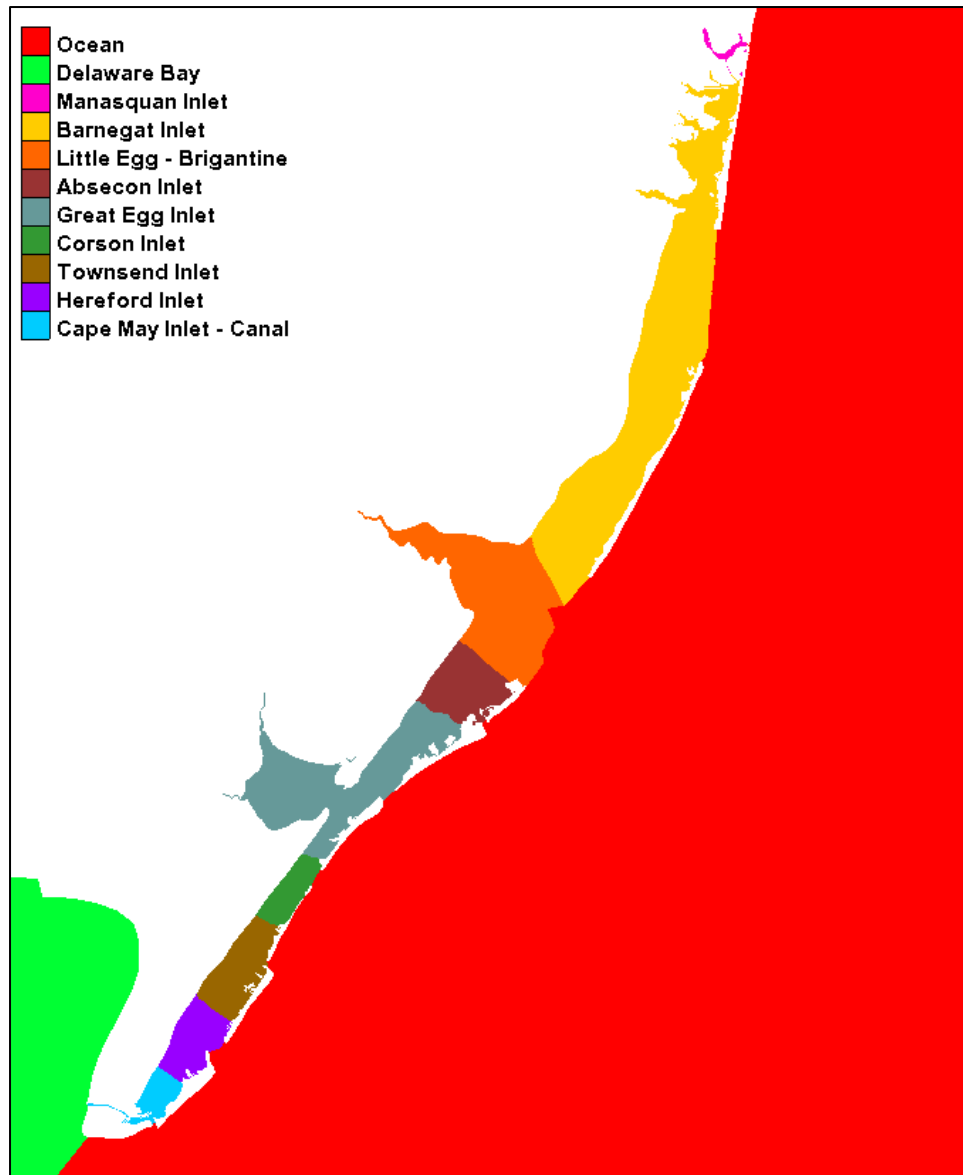 Ocean
Delaware Bay
Manasquan Inlet
Barnegat Inlet
Little Egg - Brigantine
Absecon Inlet
Great Egg Inlet
Corson Inlet
Townsend Inlet
Hereford Inlet
Cape May Inlet - Canal